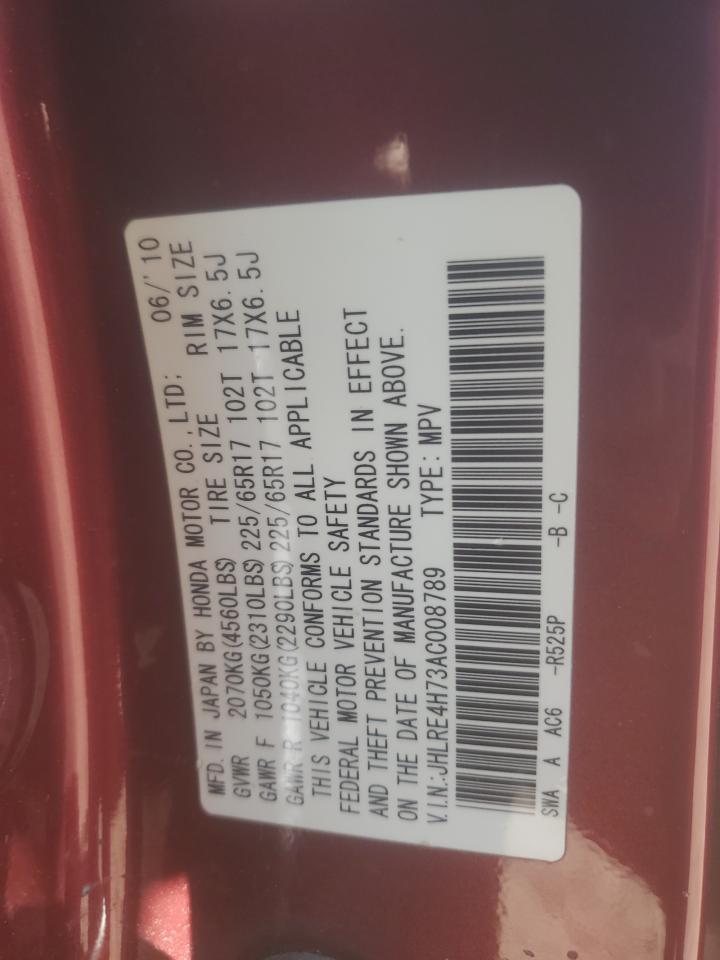 MFD. IN JAPAN BY HONDA MOTOR CO., LTD; 06/'10
GVWR 2070KG(4560LBS) TIRE SIZE RIM SIZE
GAWR F 1050KG(2310LBS)225/65R17 102T 17X6.5J
GAWR R 1040KG(2290LBS)225/65R17 102T 17X6.5J
THIS VEHICLE CONFORMS TO ALL APPLICABLE
FEDERAL MOTOR VEHICLE SAFETY
AND THEFT PREVENTION STANDARDS IN EFFECT
ON THE DATE OF MANUFACTURE SHOWN ABOVE.
V.I.N.:JHLRE4H73AC008789 TYPE:MPV
SWA A AC6 -R525P -B -C